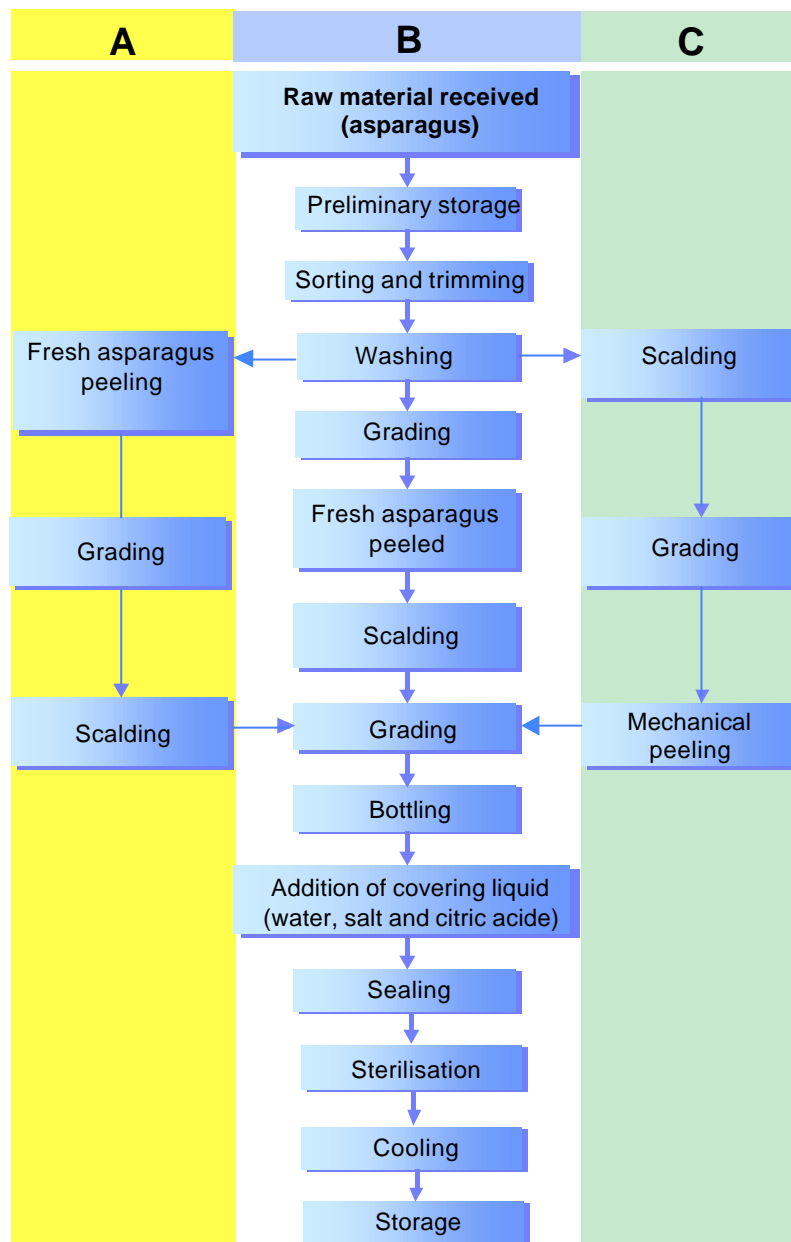 A
B
C
Raw material received
(asparagus)
Preliminary storage
Sorting and trimming
Fresh asparagus
peeling
Washing
Scalding
Grading
Fresh asparagus
peeled
Grading
Grading
Scalding
Scalding
Grading
Mechanical
peeling
Bottling
Addition of covering liquid
(water, salt and citric acide)
Sealing
Sterilisation
Cooling
Storage